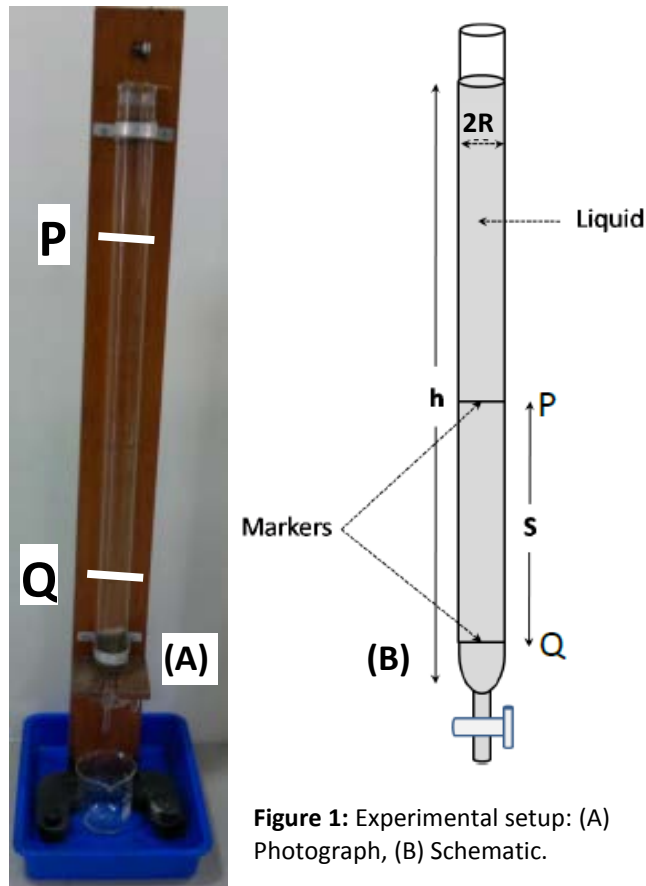 P
Q
(A)
2R
Liquid
h
P
Markers
S
(B)
Q
Figure 1: Experimental setup: (A)
Photograph, (B) Schematic.